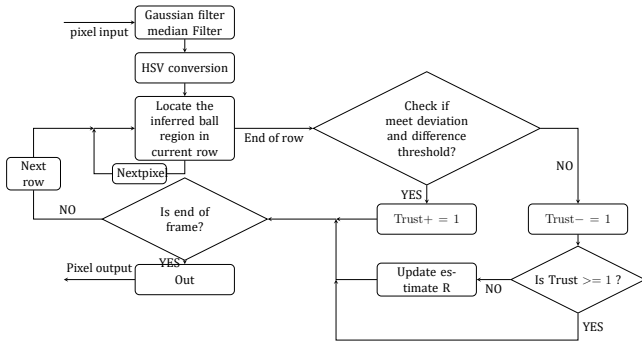 Gaussian filter
median Filter
pixel input
HSV conversion
Locate the
inferred ball
region in
current row
End of row
Check if
meet deviation
and difference
threshold?
Nextpixe
Next
row
NO
YES
NO
Is end of
frame?
Trust+ = 1
Trust− = 1
YES
Pixel output
Out
Update es-
timate R
NO
Is Trust >= 1 ?
YES